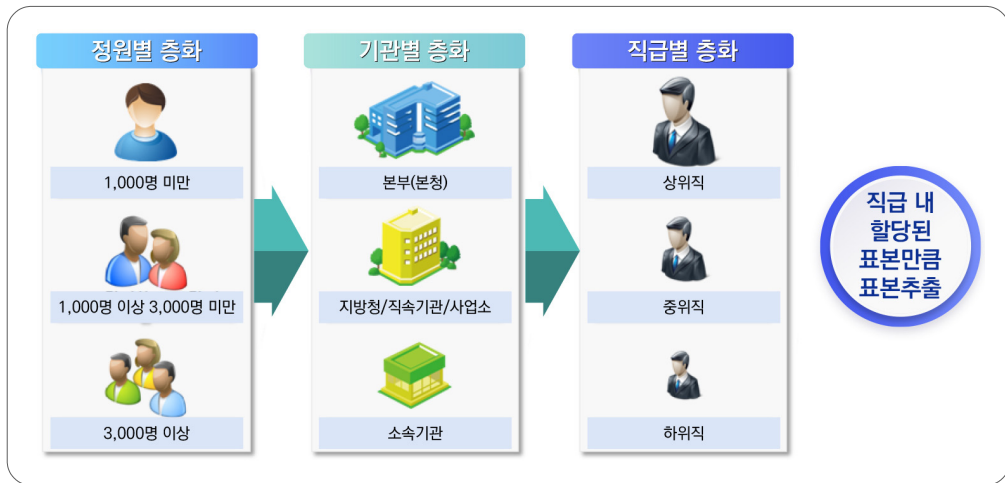 정원별 층화
1,000명 미만
1,000명 이상 3,000명 미만
3,000명 이상
기관별 층화
본부(본청)
지방청/직속기관/사업소
소속기관
직급별 층화
상위직
중위직
하위직
직급 내
할당된
표본만큼
표본추출